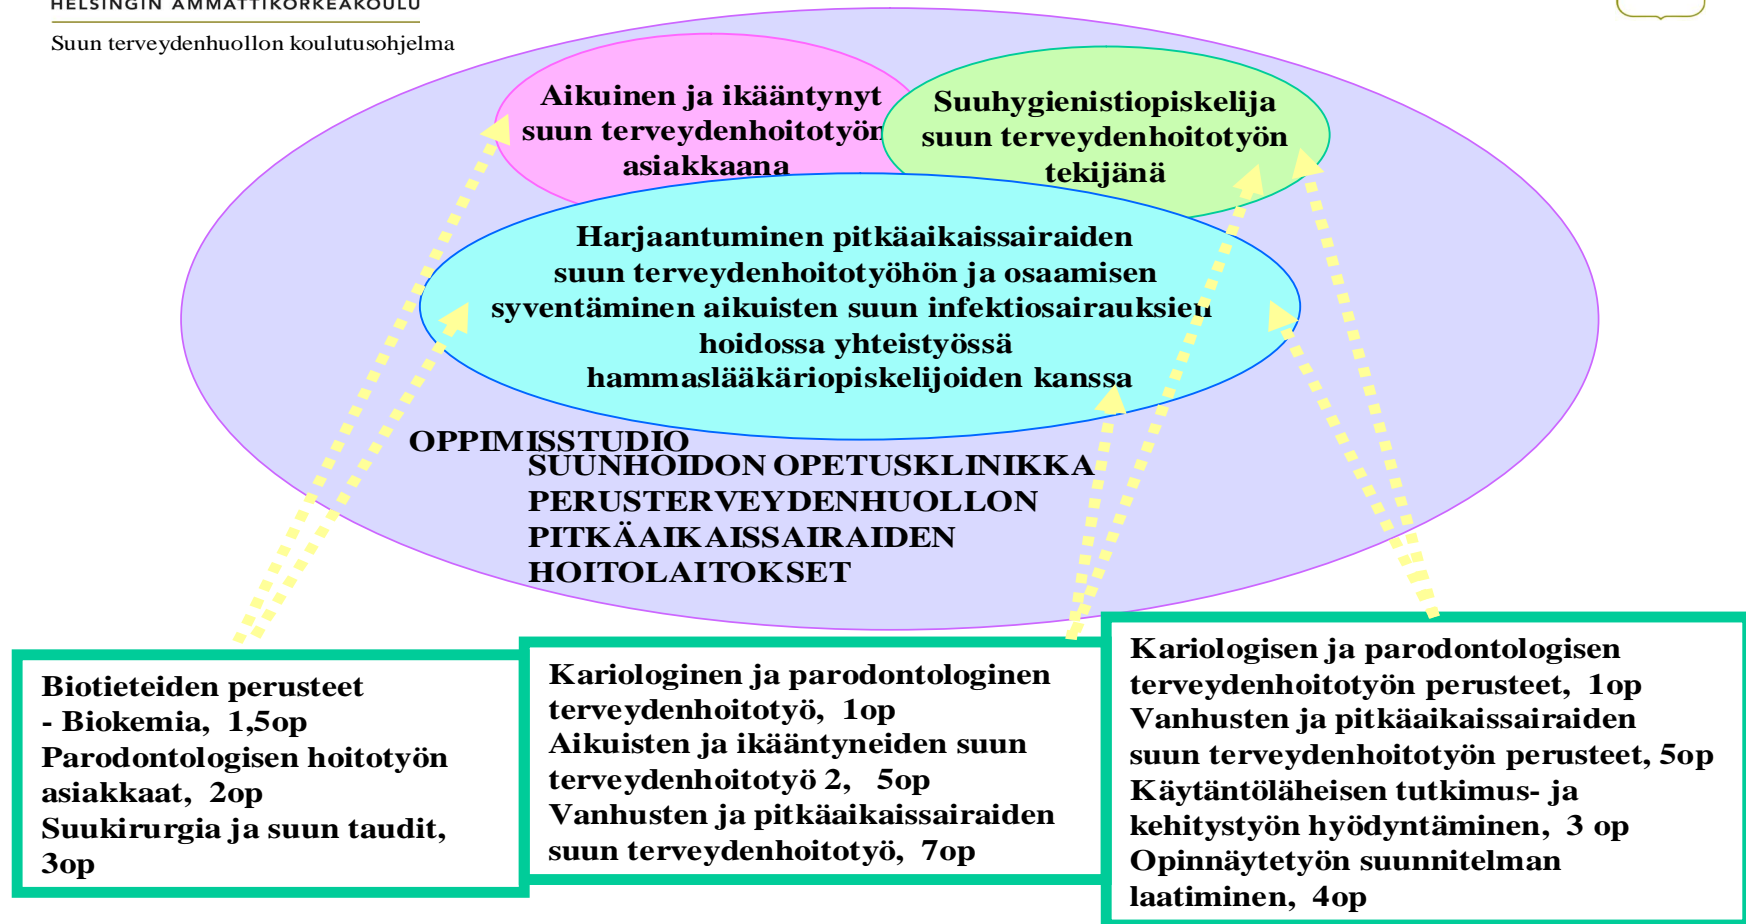 HELSINGIN AMMATTIKORKEAKOULU
Suun terveydenhuollon koulutusohjelma
Aikuinen ja ikääntynyt
suun terveydenhoitotyön
asiakkaana
Suuhygienistiopiskelija
suun terveydenhoitotyön
tekijänä
Harjaantuminen pitkäaikaissairaiden
suun terveydenhoitotyöhön ja osaamisen
syventäminen aikuisten suun infektiosairauksien
hoidossa yhteistyössä
hammaslääkäriopiskelijoiden kanssa
OPPIMISSTUDIO
SUUNHOIDON OPETUSKLINIKKA
PERUSTERVEYDENHUOLLON
PITKÄAIKAISSAIRAIDEN
HOITOLAITOKSET
Biotieteiden perusteet
- Biokemia, 1,5op
Parodontologisen hoitotyön
asiakkaat, 2op
Suukirurgia ja suun taudit,
3op
Kariologinen ja parodontologinen
terveydenhoitotyö, 1op
Aikuisten ja ikääntyneiden suun
terveydenhoitotyö 2, 5op
Vanhusten ja pitkäaikaissairaiden
suun terveydenhoitotyö, 7op
Kariologisen ja parodontologisen
terveydenhoitotyön perusteet, 1op
Vanhusten ja pitkäaikaissairaiden
suun terveydenhoitotyön perusteet, 5op
Käytäntöläheisen tutkimus- ja
kehitystyön hyödyntäminen, 3 op
Opinnäytetyön suunnitelman
laatiminen, 4op